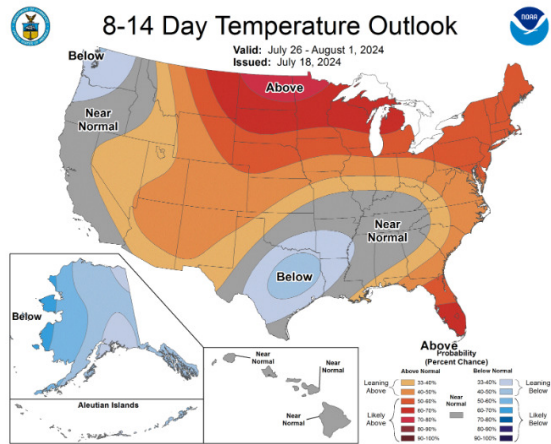 8-14 Day Temperature Outlook
Valid: July 26 - August 1, 2024
Issued: July 18, 2024
NOAA
Below
Near
Normal
Above
Near
Normal
Below
Above
Below
Aleutian Islands
Near
Normal
Near
Normal
Near
Normal
Probability
(Percent Chance)
Above Normal
Below Normal
Leaning
Above
33-40%
40-50%
50-60%
Likely
Above
60-70%
70-80%
80-90%
90-100%
Near
Normal
33-40%
40-50%
50-60%
Leaning
Below
60-70%
70-80%
80-90%
90-100%
Likely
Below